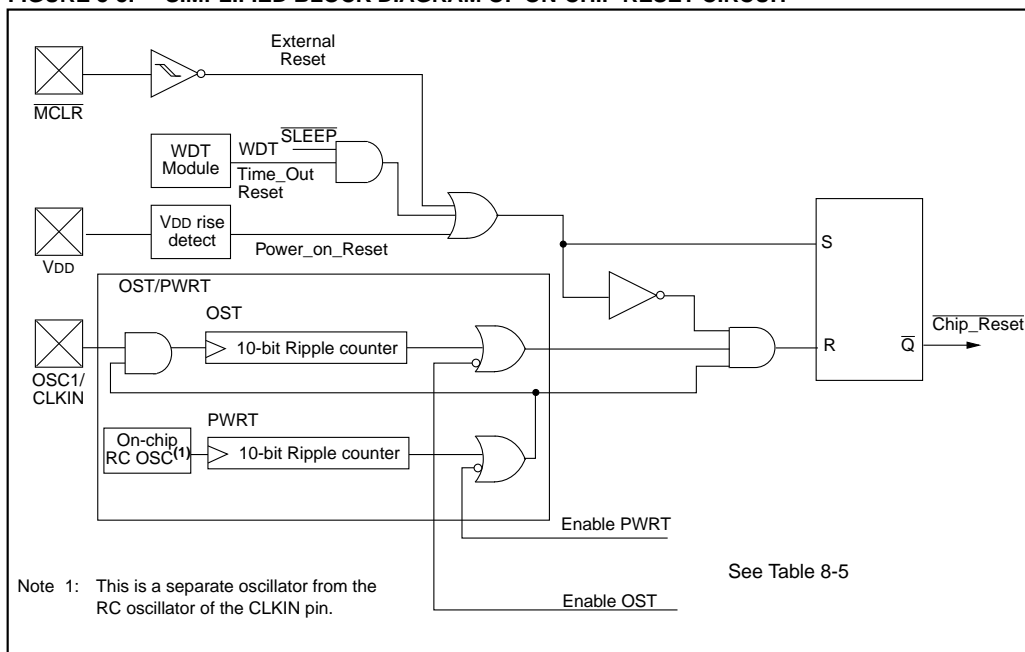 External
Reset
MCLR
SLEEP
WDT
Module
WDT
Time_Out
Reset
VDD rise
detect
Power_on_Reset
VDD
S
OST/PWRT
OST
10-bit Ripple counter
Chip_Reset
R
Q
OSC1/
CLKIN
PWRT
On-chip
RC OSC(1)
10-bit Ripple counter
Enable PWRT
See Table 8-5
Note 1: This is a separate oscillator from the
RC oscillator of the CLKIN pin.
Enable OST